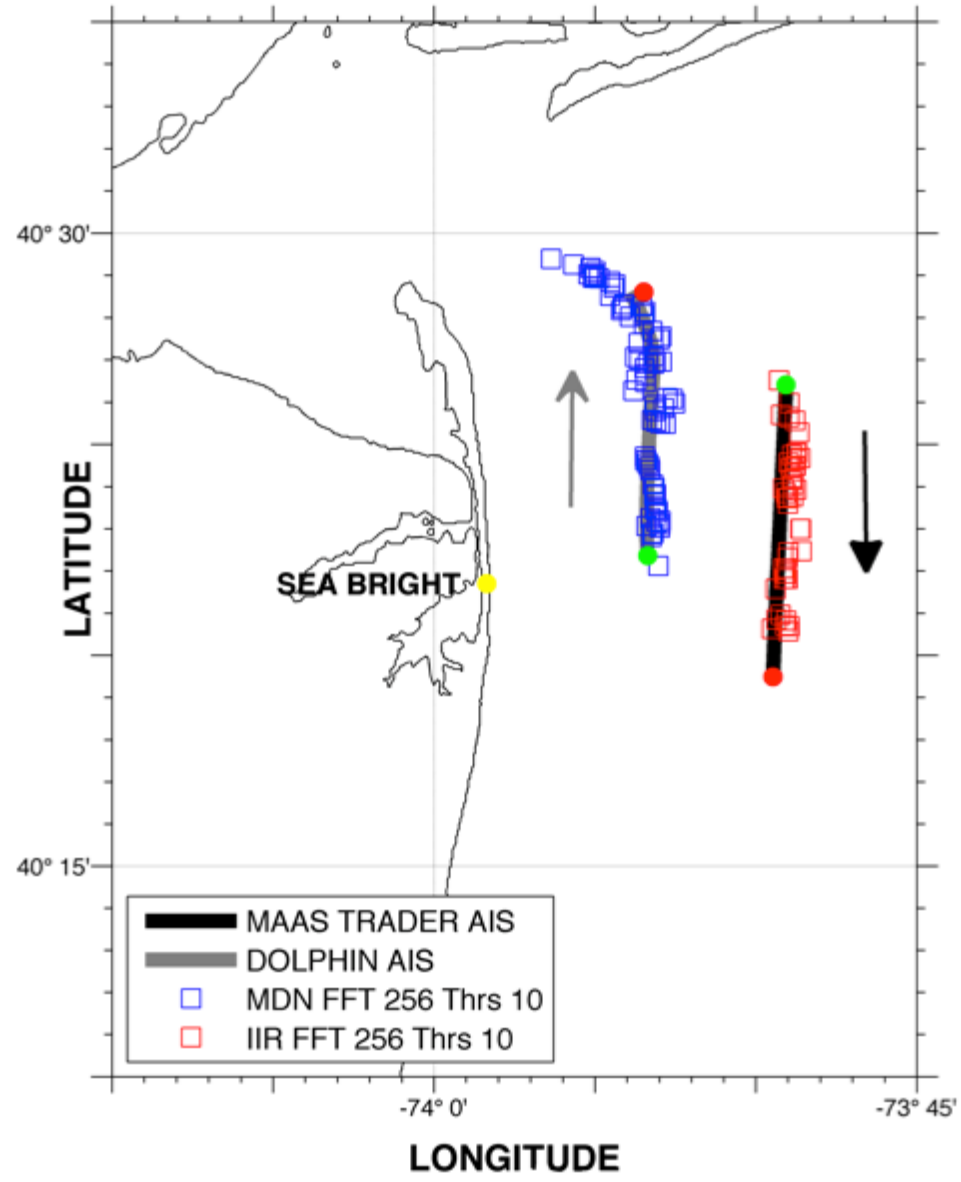 40° 30'
LATITUDE
SEA BRIGHT
40° 15'
MAAS TRADER AIS
DOLPHIN AIS
MDN FFT 256 Thrs 10
IIR FFT 256 Thrs 10
-74° 0'
-73° 45'
LONGITUDE